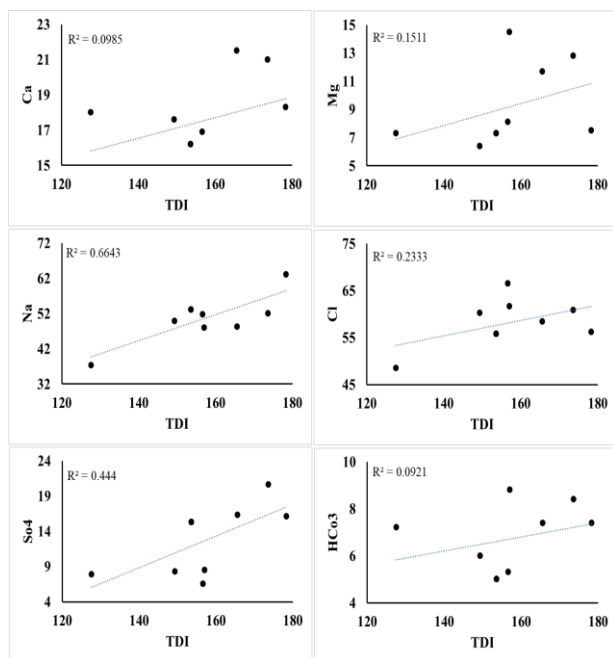 23
21
19
17
15
Ca
R² = 0.0985
120
140
160
180
TDI
15
13
11
9
7
5
Mg
R² = 0.1511
120
140
160
180
TDI
72
62
52
42
32
Na
R² = 0.6643
120
140
160
180
TDI
75
65
55
45
Cl
R² = 0.2333
120
140
160
180
TDI
24
19
14
9
4
So4
R² = 0.444
120
140
160
180
TDI
10
8
6
4
HCo3
R² = 0.0921
120
140
160
180
TDI